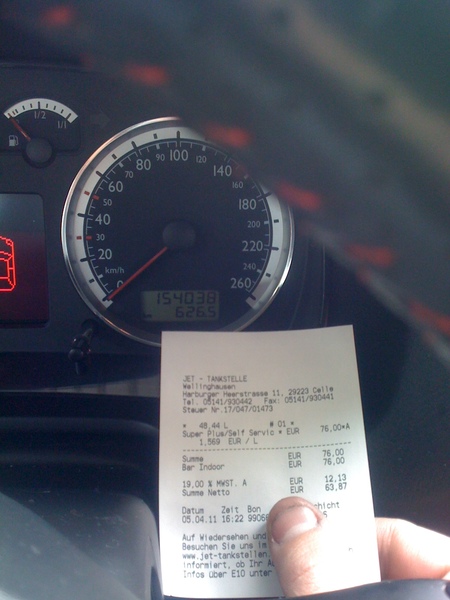 1/2
1/1
0
20
30
40
50
60
70
80
90
100
120
140
160
180
200
220
240
260
km/h
154038
626.5
JET - TANKSTELLE
Wellinghausen
Harburger Heerstrasse 11, 29223 Celle
Tel. 05141/930442 Fax: 05141/930441
Steuer Nr.17/047/01473
* 48,44 L # 01 *
Super Plus/Self Servic * EUR 76,00*A
1,569 EUR / L
Summe EUR 76,00
Bar Indoor EUR 76,00
19,00 % MWST. A EUR 12,13
Summe Netto EUR 63,87
Datum Zeit Bon
05.04.11 16:22
Auf Wiedersehen und
Besuchen Sie uns im
www.jet-tankstellen
informiert, ob Ihr
Infos über E10 unter